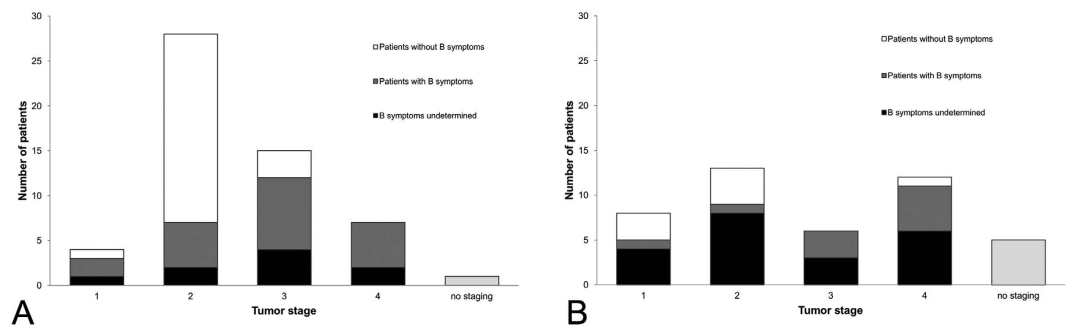 A
30
25
20
15
10
5
0
Number of patients
Patients without B symptoms
Patients with B symptoms
B symptoms undetermined
1 2 3 4 no staging
Tumor stage
B
30
25
20
15
10
5
0
Number of patients
Patients without B symptoms
Patients with B symptoms
B symptoms undetermined
1 2 3 4 no staging
Tumor stage